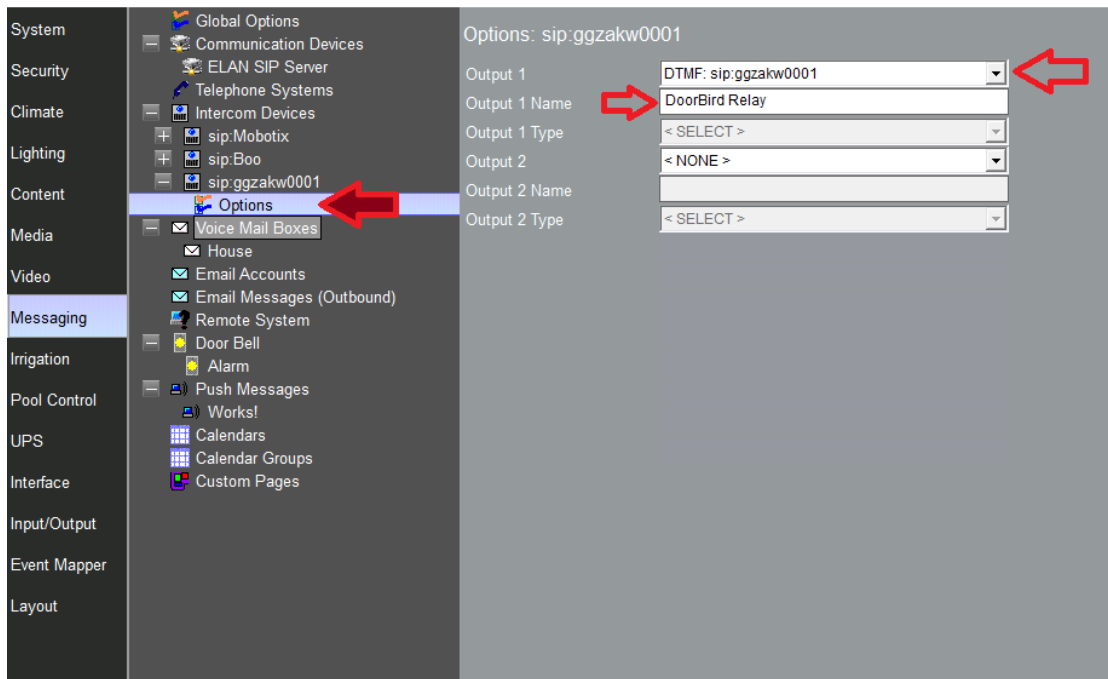 System
Security
Climate
Lighting
Content
Media
Video
Messaging
Irrigation
Pool Control
UPS
Interface
Input/Output
Event Mapper
Layout
Global Options
Communication Devices
ELAN SIP Server
Telephone Systems
Intercom Devices
sip:Mobotix
sip:Boo
sip:ggzakw0001
Options
Voice Mail Boxes
House
Email Accounts
Email Messages (Outbound)
Remote System
Door Bell
Alarm
Push Messages
Works!
Calendars
Calendar Groups
Custom Pages
Options: sip:ggzakw0001
Output 1 DTMF: sip:ggzakw0001
Output 1 Name DoorBird Relay
Output 1 Type < SELECT >
Output 2 < NONE >
Output 2 Name
Output 2 Type < SELECT >